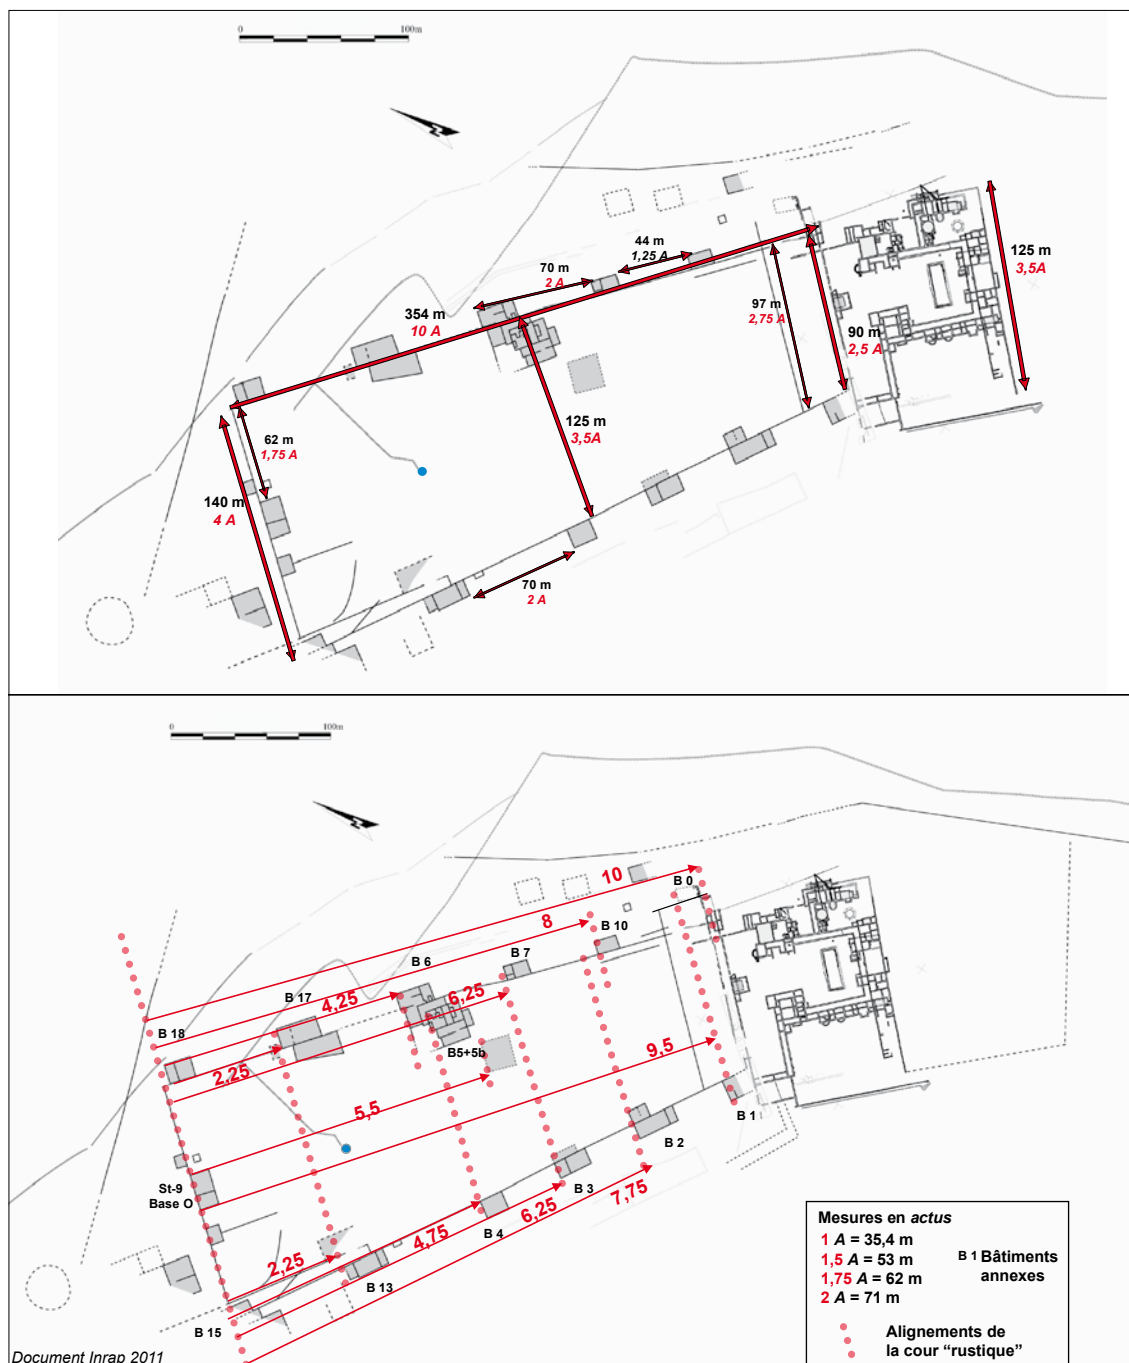 0 100m
44 m
1,25 A
70 m
2 A
125 m
3,5A
354 m
10 A
97 m
2,75 A
90 m
2,5 A
62 m
1,75 A
125 m
3,5A
140 m
4 A
70 m
2 A
0 100m
10
B 0
8
B 10
B 6
B 7
B 17
4,25
6,25
B 18
B5+5b
2,25
9,5
5,5
B 1
B 2
St-9
Base O
B 3
7,75
6,25
4,75
B 4
2,25
B 13
B 15
Mesures en actus
1 A = 35,4 m
1,5 A = 53 m
1,75 A = 62 m
2 A = 71 m
B 1 Bâtiments
annexes
Alignements de
la cour “rustique”
Document Inrap 2011